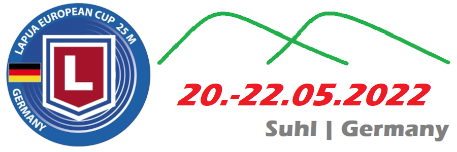 LAPUA EUROPEAN CUP 25 M
GERMANY
L
20.-22.05.2022
Suhl | Germany